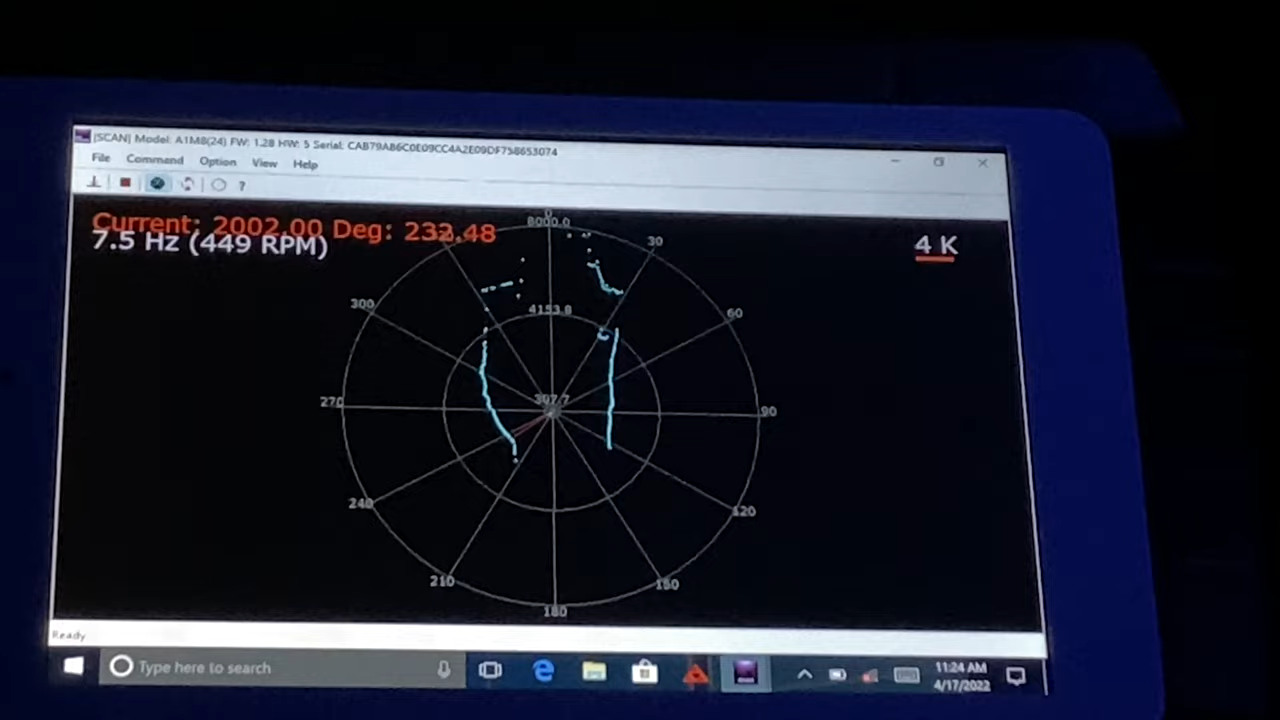 [SCAN] Model: A1M8(24) FW: 1.28 HW: 5 Serial: CAB79AB6C0E09CC4A2E09DF758653074
File Command Option View Help
?
Current: 2002.00 Deg: 232.48
7.5 Hz (449 RPM)
4 K
0
8000.0
30
300
4153.8
60
270
90
240
120
210
150
180
Ready
Type here to search
11:24 AM
4/17/2022